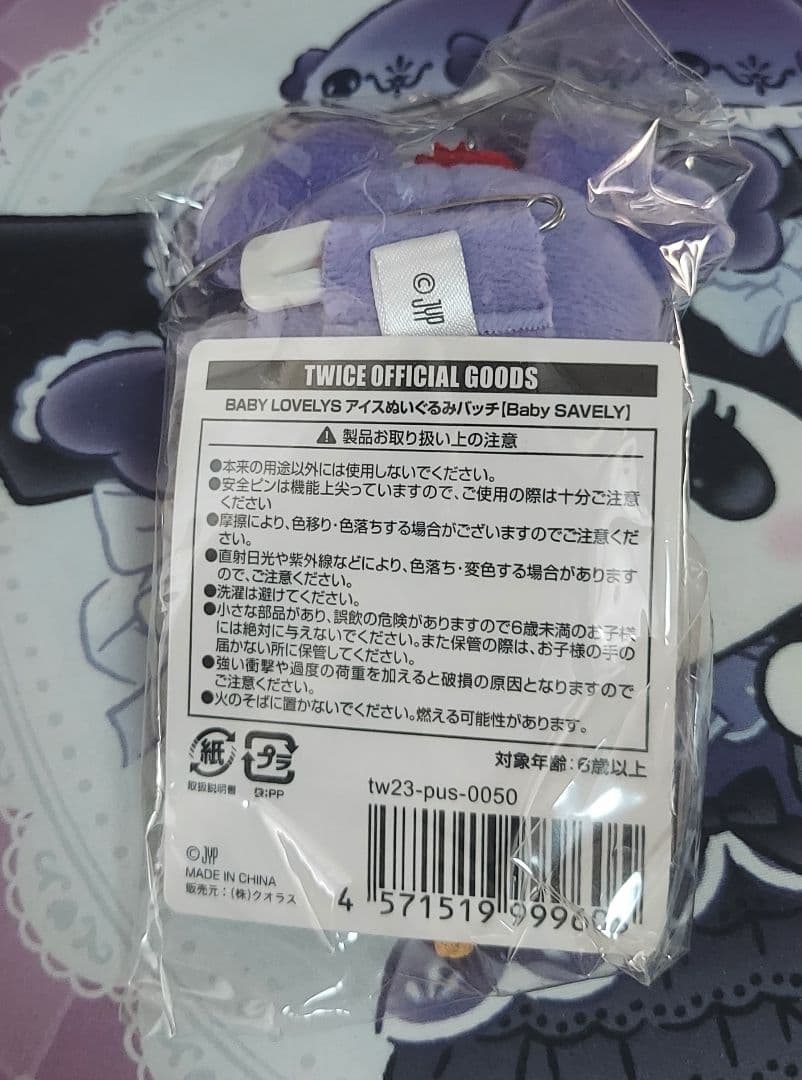 © JYP
TWICE OFFICIAL GOODS
BABY LOVELYS アイスぬいぐるみバッチ【Baby SAVELY】
製品お取り扱い上の注意
●本来の用途以外には使用しないでください。
●安全ピンは機能上尖っていますので、ご使用の際は十分ご注意
ください
●摩擦により、色移り・色落ちする場合がございますのでご注意くだ
さい。
●直射日光や紫外線などにより、色落ち・変色する場合があります
ので、ご注意ください。
●洗濯は避けてください。
●小さな部品があり、誤飲の危険がありますので6歳未満のお子様
には絶対に与えないでください。また保管の際は、お子様の手の
届かない所に保管してください。
●強い衝撃や過度の荷重を加えると破損の原因となりますので
ご注意ください。
●火のそばに置かないでください。燃える可能性があります。
対象年齢:6歳以上
紙
取扱説明書
プラ
袋:PP
tw23-pus-0050
© JYP
MADE IN CHINA
販売元:(株)クオラス
4 571519